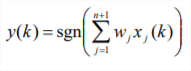 y(k) = sgn(∑_{j=1}^{n+1} w_j x_j(k))